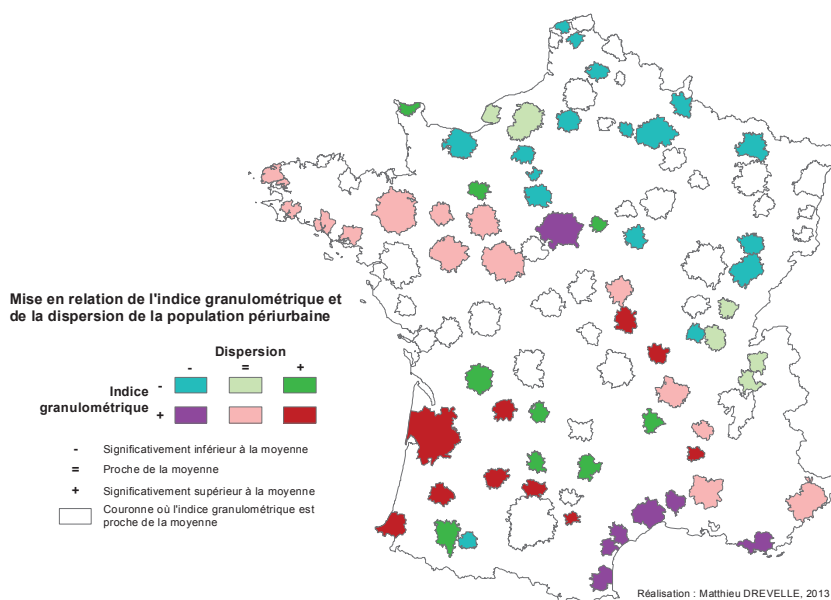 Mise en relation de l'indice granulométrique et
de la dispersion de la population périurbaine
Dispersion
- = +
Indice
granulométrique
-
+
- Significativement inférieur à la moyenne
= Proche de la moyenne
+ Significativement supérieur à la moyenne
Couronne où l'indice granulométrique est
proche de la moyenne
Réalisation : Matthieu DREVELLE, 2013